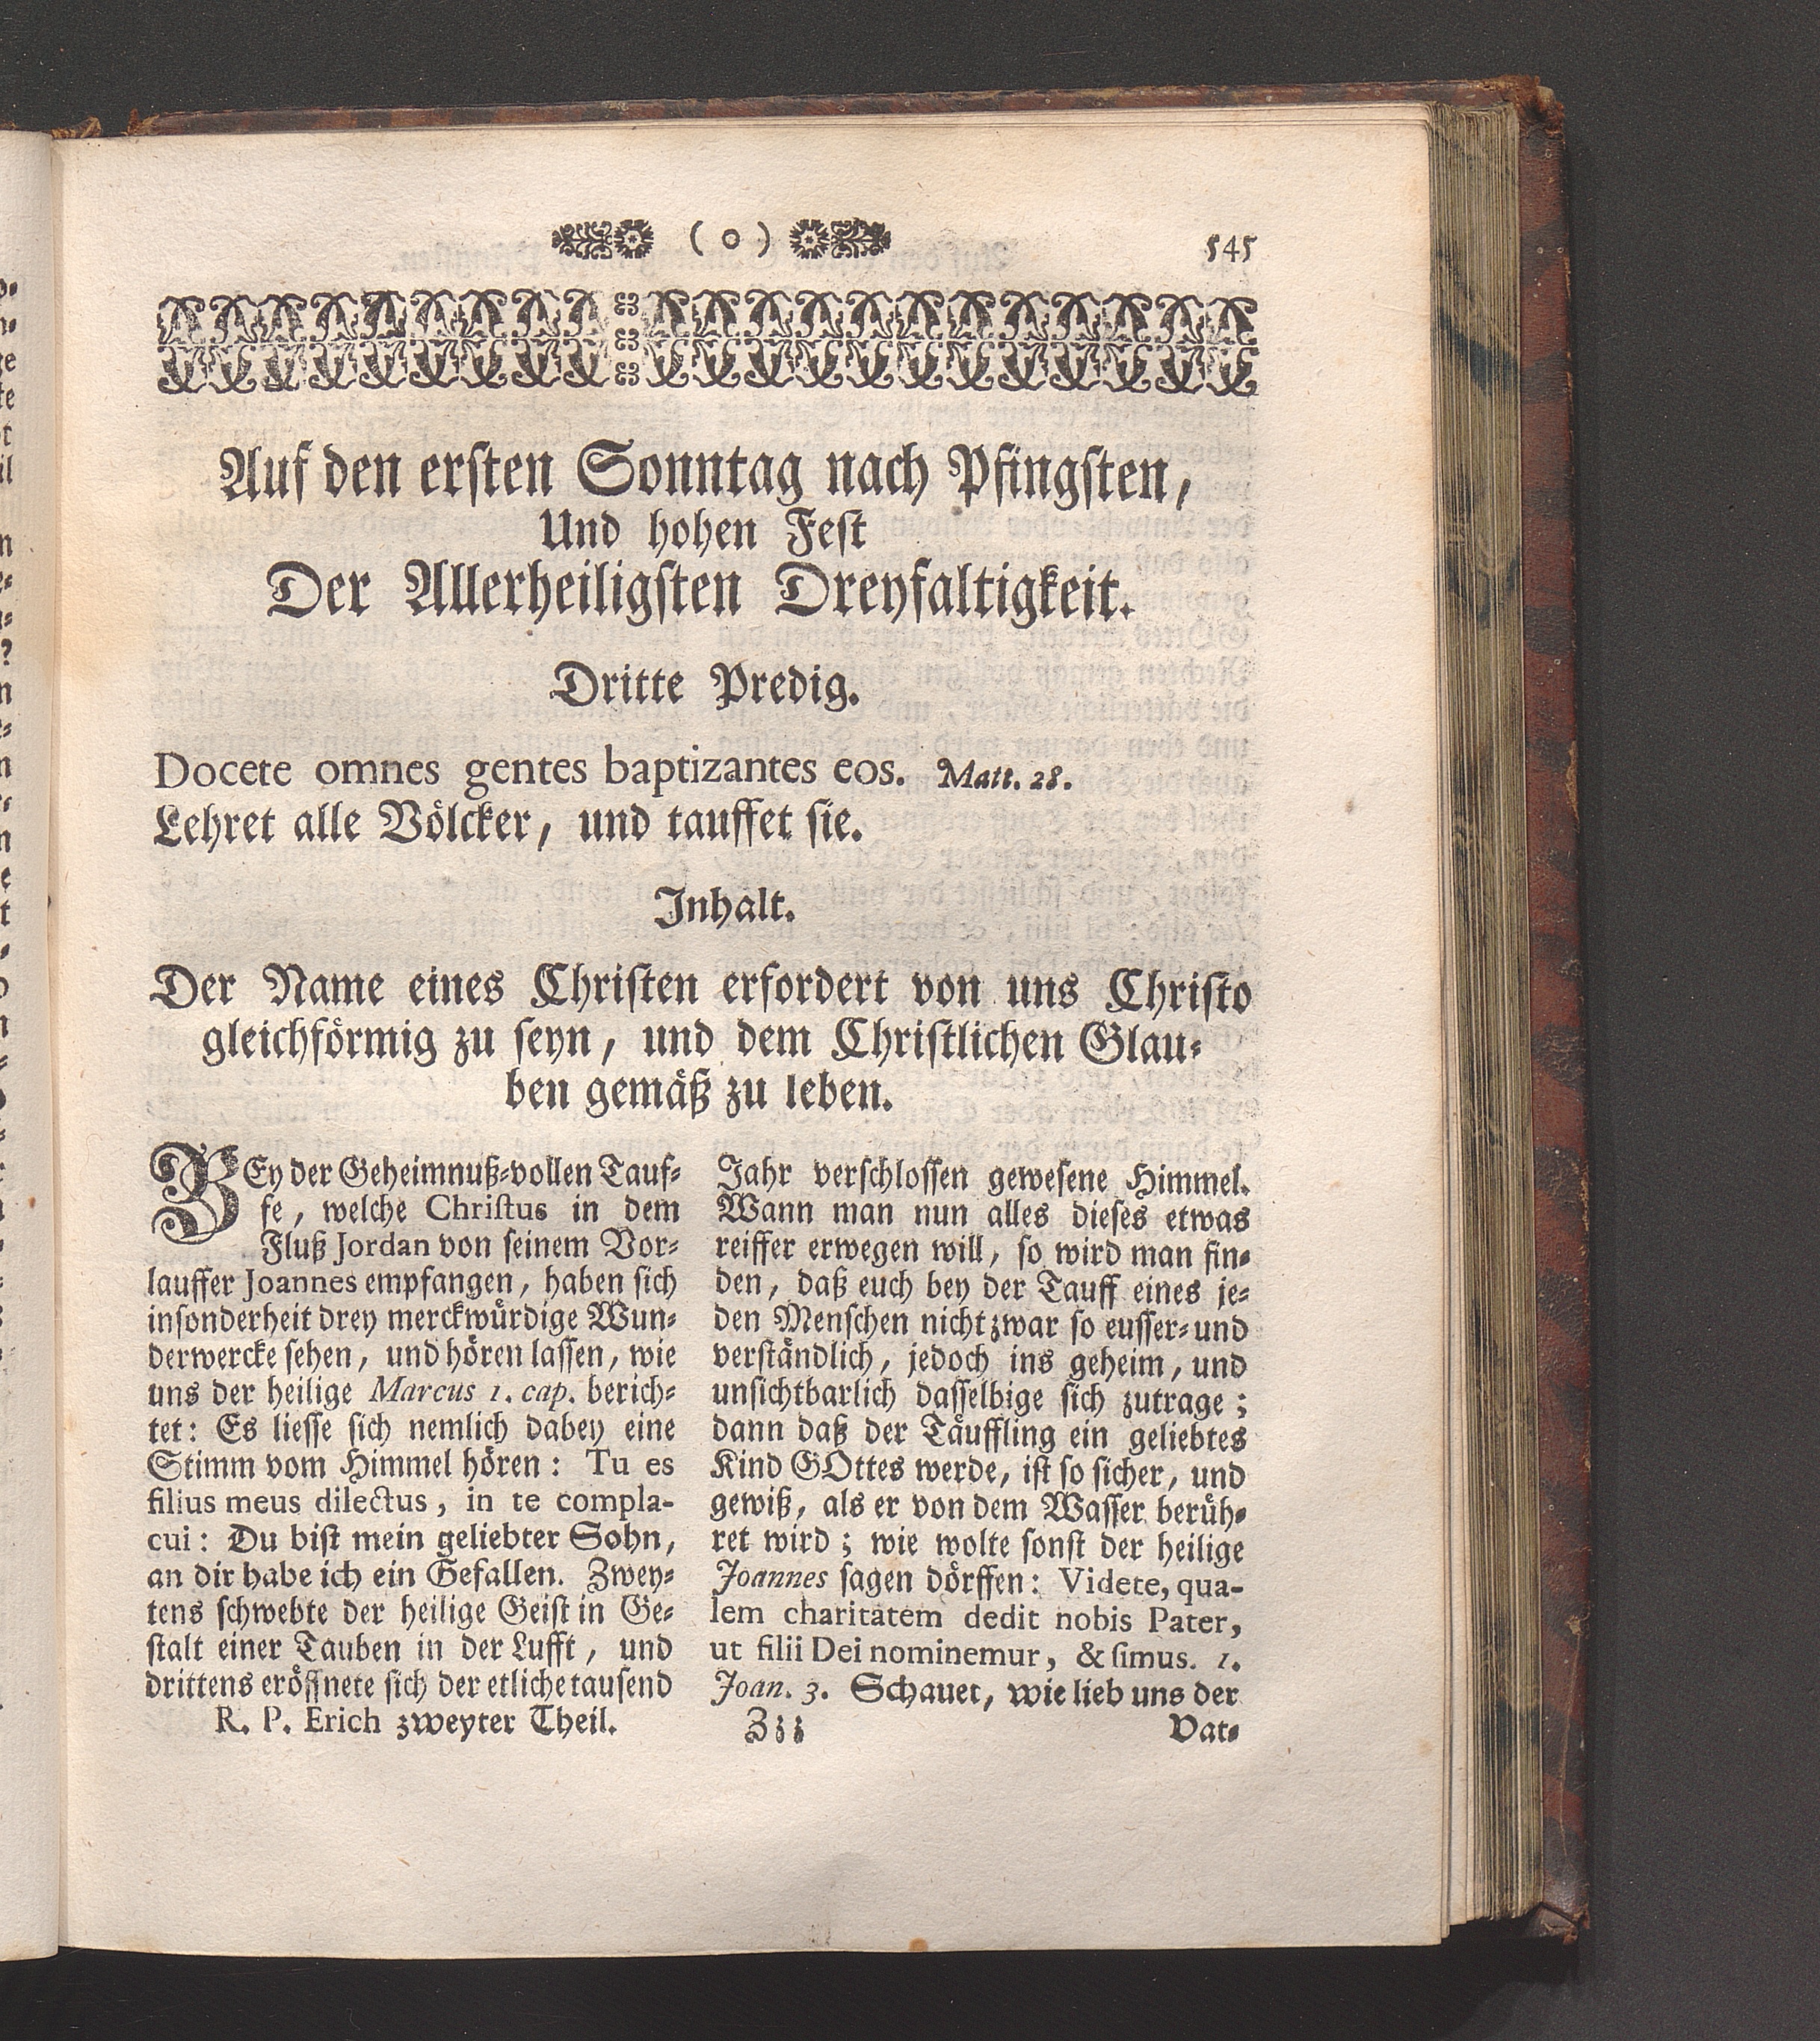 ( o )
545
Auf den ersten Sonntag nach Pfingsten,
Und hohen Fest
Der Allerheiligsten Dreyfaltigkeit.
Dritte Predig.
Docete omnes gentes baptizantes eos. Matt. 28.
Lehret alle Völcker, und tauffet sie.
Inhalt.
Der Name eines Christen erfordert von uns Christo
gleichförmig zu seyn, und dem Christlichen Glau-
ben gemäß zu leben.
BEy der Geheimnuß-vollen Tauf-
fe, welche Christus in dem
Fluß Jordan von seinem Vor-
lauffer Joannes empfangen, haben sich
insonderheit drey merckwürdige Wun-
derwercke sehen, und hören lassen, wie
uns der heilige Marcus 1. cap. berich-
tet: Es liesse sich nemlich dabey eine
Stimm vom Himmel hören: Tu es
filius meus dilectus, in te compla-
cui: Du bist mein geliebter Sohn,
an dir habe ich ein Gefallen. Zwey-
tens schwebte der heilige Geist in Ge-
stalt einer Tauben in der Lufft, und
drittens eröffnete sich der etliche tausend
R. P. Erich zweyter Theil.
Jahr verschlossen gewesene Himmel.
Wann man nun alles dieses etwas
reiffer erwegen will, so wird man fin-
den, daß euch bey der Tauff eines je-
den Menschen nicht zwar so eusser- und
verständlich, jedoch ins geheim, und
unsichtbarlich dasselbige sich zutrage;
dann daß der Täuffling ein geliebtes
Kind GOttes werde, ist so sicher, und
gewiß, als er von dem Wasser berüh-
ret wird; wie wolte sonst der heilige
Joannes sagen dörffen: Videte, qua-
lem charitatem dedit nobis Pater,
ut filii Dei nominemur, & simus. 1.
Joan. 3. Schauet, wie lieb uns der
Zzz
Vat-